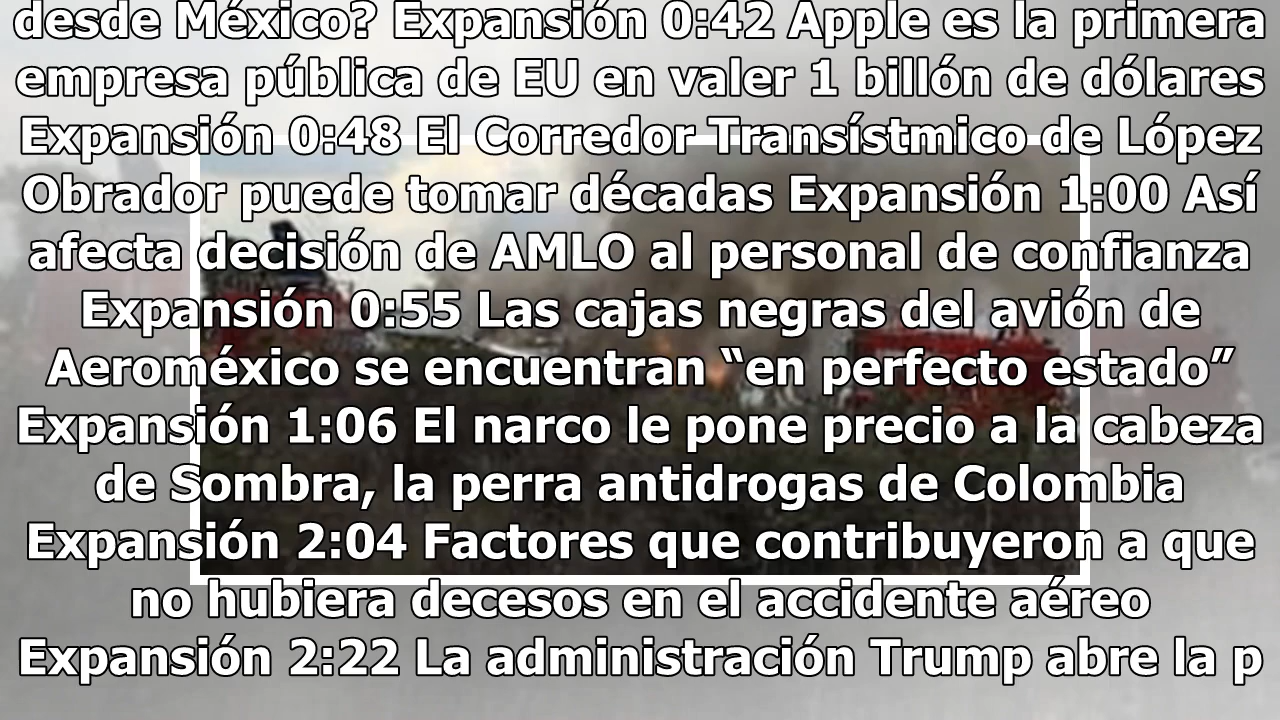 desde México? Expansión 0:42 Apple es la primera
empresa pública de EU en valer 1 billón de dólares
Expansión 0:48 El Corredor Transístmico de López
Obrador puede tomar décadas Expansión 1:00 Así
afecta decisión de AMLO al personal de confianza
Expansión 0:55 Las cajas negras del avión de
Aeroméxico se encuentran “en perfecto estado”
Expansión 1:06 El narco le pone precio a la cabeza
de Sombra, la perra antidrogas de Colombia
Expansión 2:04 Factores que contribuyeron a que
no hubiera decesos en el accidente aéreo
Expansión 2:22 La administración Trump abre la p